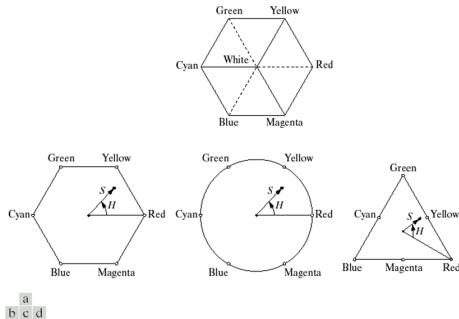 Green Yellow
Cyan White Red
Blue Magenta
Green Yellow
S
H
Cyan Red
Blue Magenta
Green Yellow
S
H
Cyan Red
Blue Magenta
Green
Cyan S Yellow
H
Blue Magenta Red
a
b c d